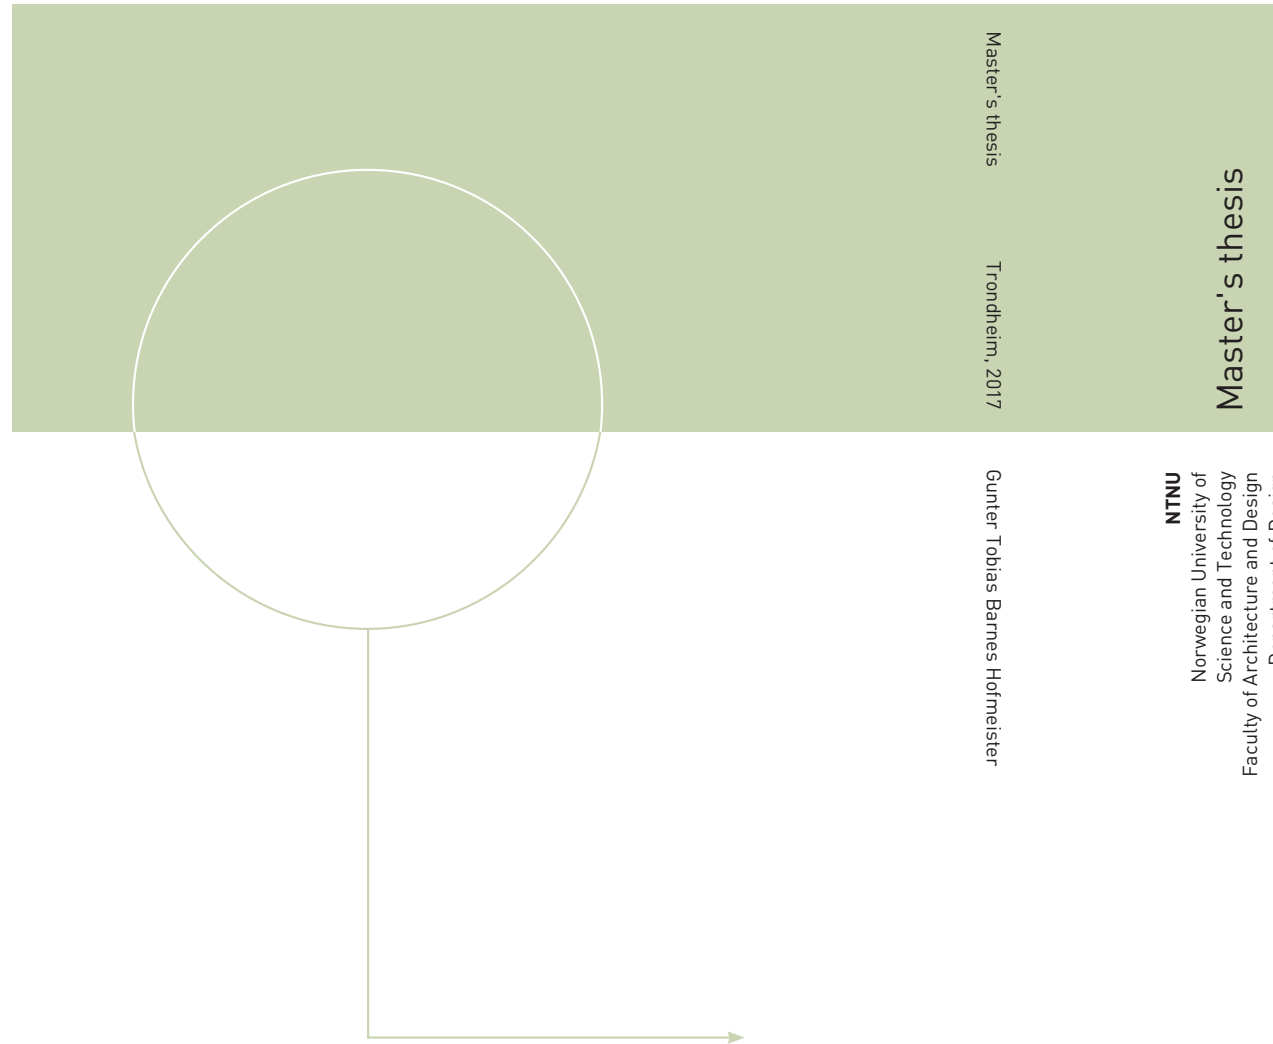 Master's thesis
Trondheim, 2017
Gunter Tobias Barnes Hofmeister
Master's thesis
NTNU
Norwegian University of
Science and Technology
Faculty of Architecture and Design